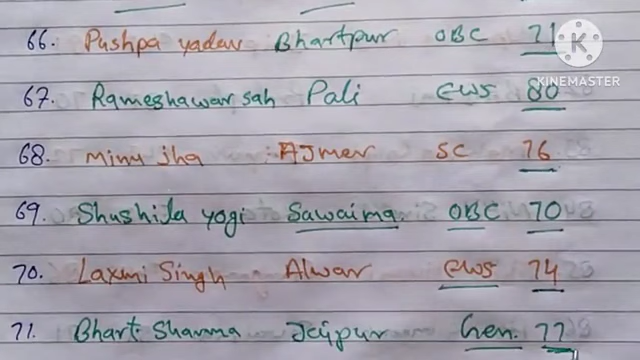 66. Pushpa yadav Bhartpur OBC 71
67. Rameshawar sah Pali EWS 80
68. Minu jha AJmer SC 76
69. Shushila yogi Sawaima. OBC 70
70. Laxmi Singh Alwar EWS 74
71. Bhart Sharma Jaipur Gen. 77
KINEMASTER